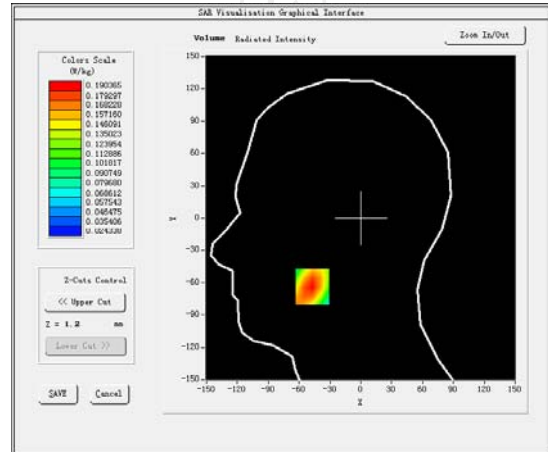 SAR Visualisation Graphical Interface
Volume Radiated Intensity
Zoom In/Out
Colors Scale
(W/kg)
0.190365
0.179297
0.168228
0.157160
0.146091
0.135023
0.123954
0.112886
0.101817
0.090749
0.079680
0.068612
0.057543
0.046475
0.035406
0.024338
Z-Cuts Control
<< Upper Cut
Z = 1.2 mm
Lower Cut >>
SAVE
Cancel
150
120
90
60
30
0
-30
-60
-90
-120
-150
Y
-150 -120 -90 -60 -30 0 30 60 90 120 150
X